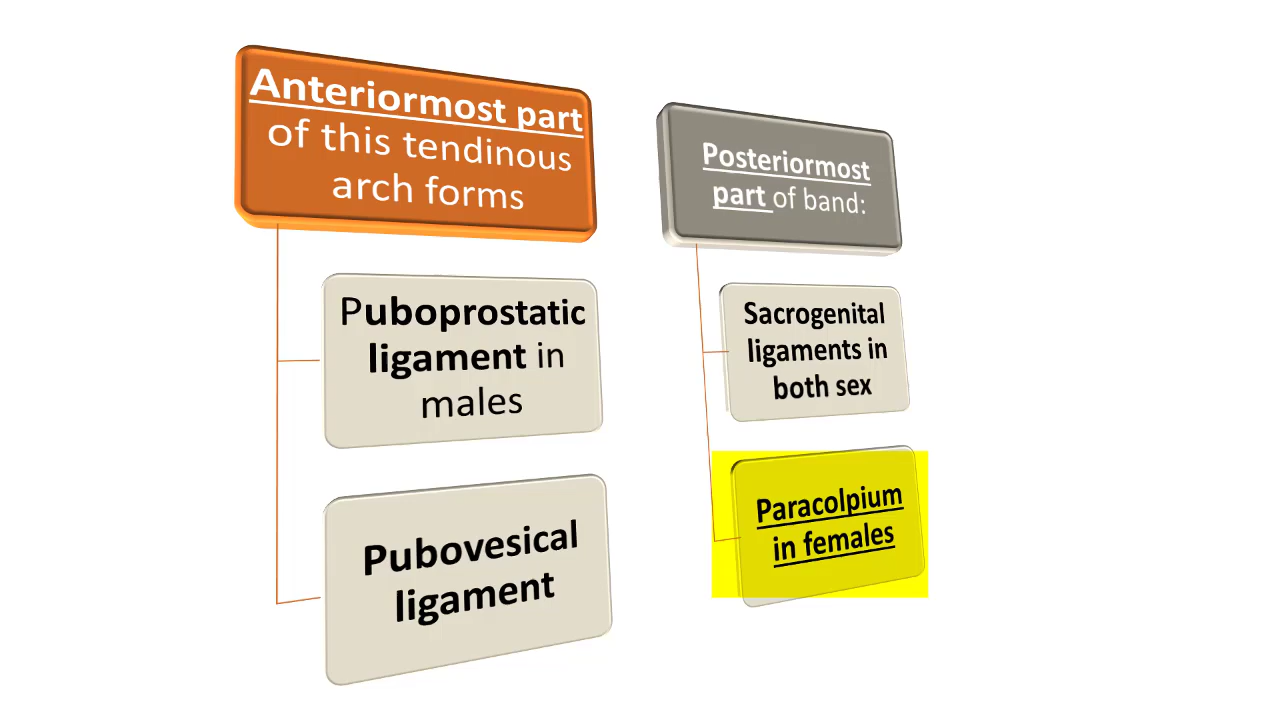 Anteriormost part
of this tendinous
arch forms
Puboprostatic
ligament in
males
Pubovesical
ligament
Posteriormost
part of band:
Sacrogenital
ligaments in
both sex
Paracolpium
in females